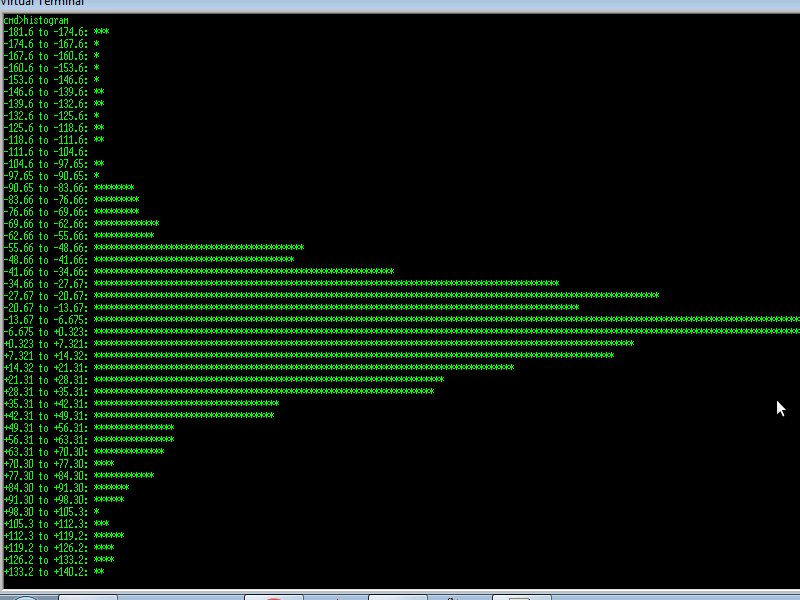 Virtual Terminal
cmd>histogram
-181.6 to -174.6: ***
-174.6 to -167.6: *
-167.6 to -160.6: *
-160.6 to -153.6: *
-153.6 to -146.6: *
-146.6 to -139.6: **
-139.6 to -132.6: **
-132.6 to -125.6: *
-125.6 to -118.6: **
-118.6 to -111.6: **
-111.6 to -104.6:
-104.6 to -97.65: **
-97.65 to -90.65: *
-90.65 to -83.66: ********
-83.66 to -76.66: *********
-76.66 to -69.66: *********
-69.66 to -62.66: *************
-62.66 to -55.66: ************
-55.66 to -48.66: ******************************************
-48.66 to -41.66: ****************************************
-41.66 to -34.66: ************************************************************
-34.66 to -27.67: *********************************************************************************************
-27.67 to -20.67: *****************************************************************************************************************
-20.67 to -13.67: *************************************************************************************************
-13.67 to -6.675: *********************************************************************************************************************************************
-6.675 to +0.323: *********************************************************************************************************************************************
+0.323 to +7.321: ************************************************************************************************************
+7.321 to +14.32: ********************************************************************************************************
+14.32 to +21.31: ************************************************************************************
+21.31 to +28.31: **********************************************************************
+28.31 to +35.31: ********************************************************************
+35.31 to +42.31: *************************************
+42.31 to +49.31: ************************************
+49.31 to +56.31: ****************
+56.31 to +63.31: ****************
+63.31 to +70.30: **************
+70.30 to +77.30: ****
+77.30 to +84.30: ************
+84.30 to +91.30: *******
+91.30 to +98.30: ******
+98.30 to +105.3: *
+105.3 to +112.3: ***
+112.3 to +119.2: ******
+119.2 to +126.2: ****
+126.2 to +133.2: ****
+133.2 to +140.2: **